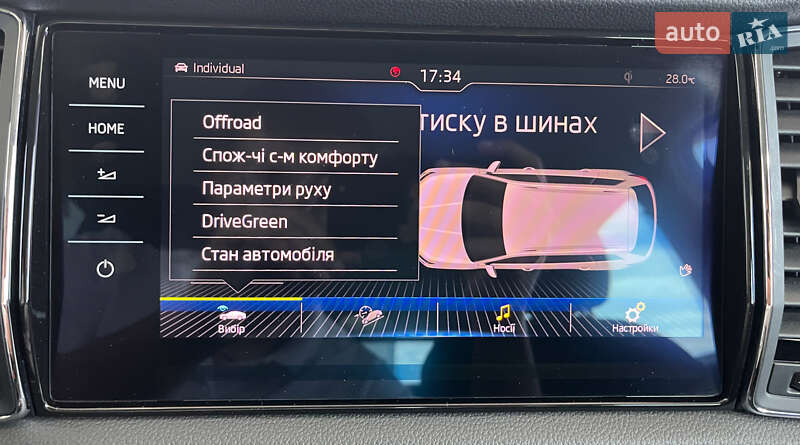 auto RIA
.com
Individual
17:34
28.0°C
MENU
HOME
тиску в шинах
Offroad
Спож-чі с-м комфорту
Параметри руху
DriveGreen
Стан автомобіля
Вибір
Носії
Настройки